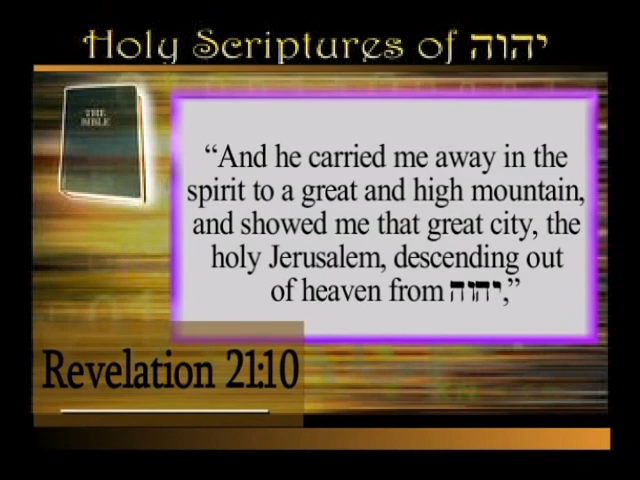 Holy Scriptures of יהוה
THE
BIBLE
“And he carried me away in the
spirit to a great and high mountain,
and showed me that great city, the
holy Jerusalem, descending out
of heaven from יהוה,”
Revelation 21:10